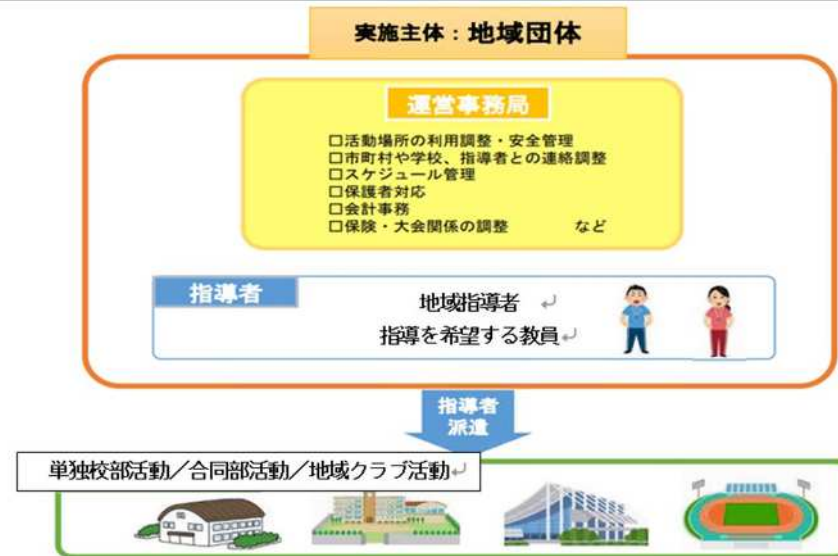 実施主体：地域団体
運営事務局
□活動場所の利用調整・安全管理
□市町村や学校、指導者との連絡調整
□スケジュール管理
□保護者対応
□会計事務
□保険・大会関係の調整　　　など
指導者
地域指導者
指導を希望する教員
指導者
派遣
単独校部活動／合同部活動／地域クラブ活動